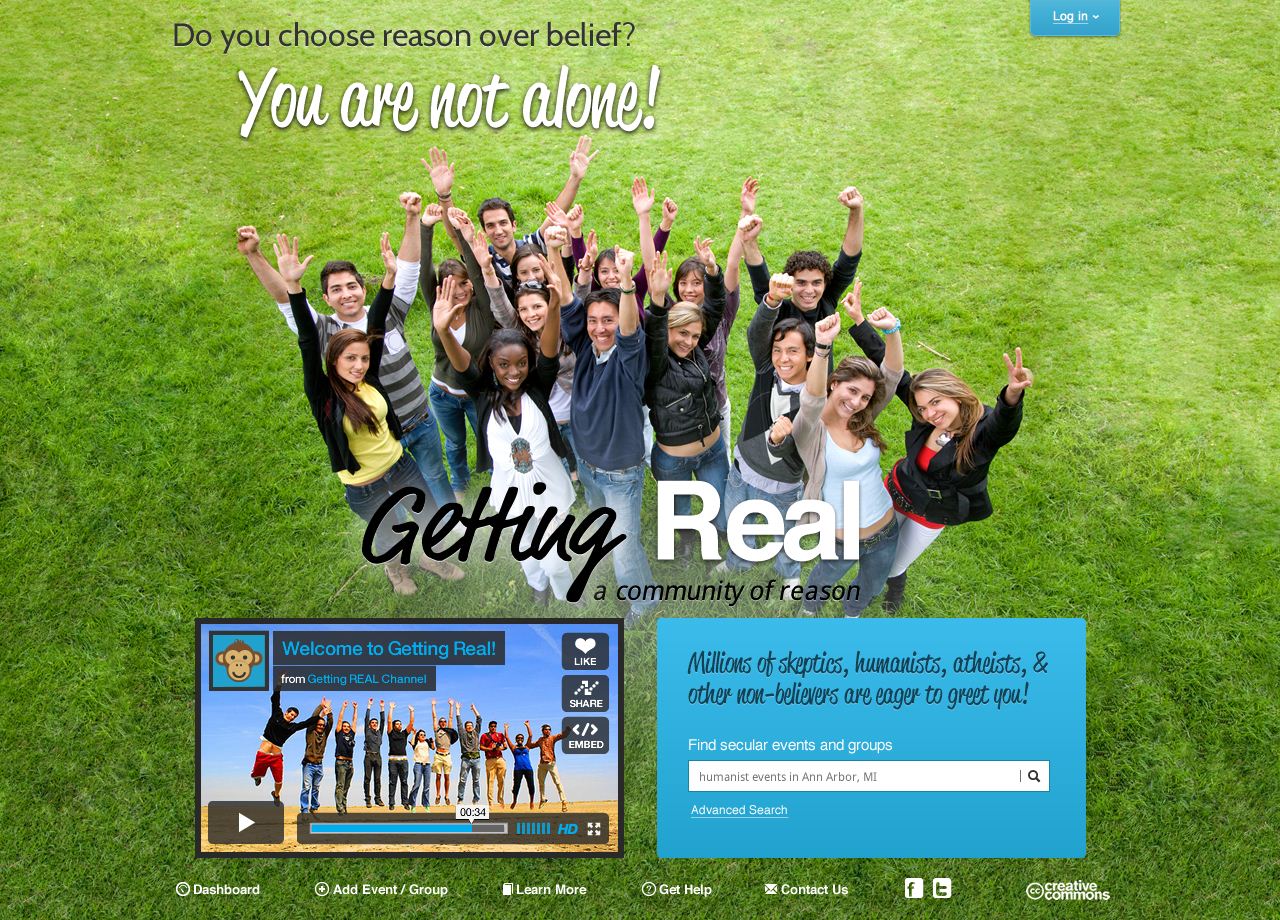 Log in
Do you choose reason over belief?
You are not alone!
Getting Real
a community of reason
Welcome to Getting Real!
from Getting REAL Channel
LIKE
SHARE
EMBED
00:34
HD
Millions of skeptics, humanists, atheists, &
other non-believers are eager to greet you!
Find secular events and groups
humanist events in Ann Arbor, MI
Advanced Search
Dashboard
Add Event / Group
Learn More
Get Help
Contact Us
cc creative
commons